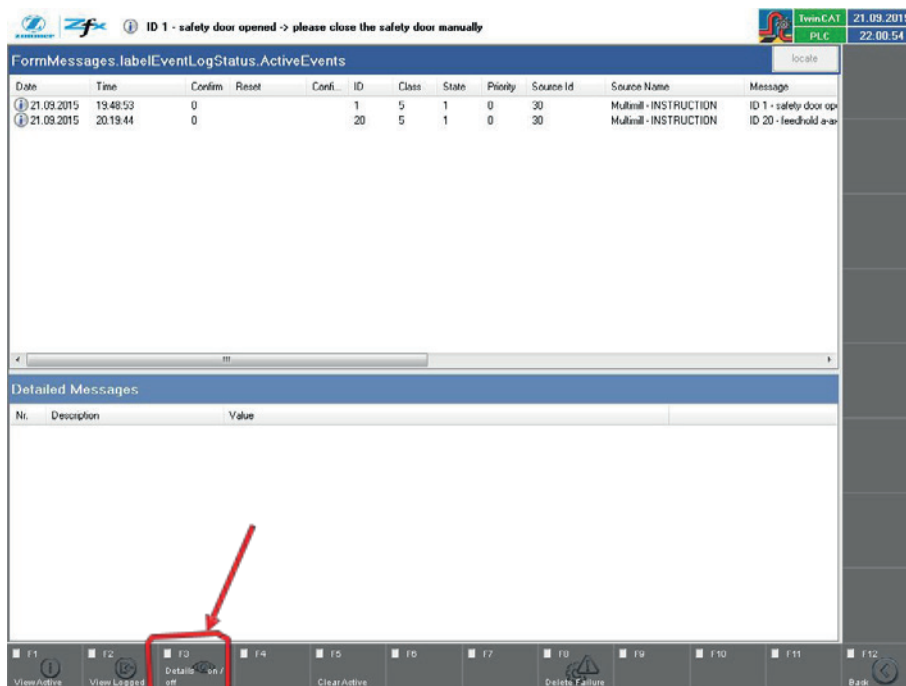 zfx
ID 1 - safety door opened -> please close the safety door manually
TwinCAT
PLC
21.09.2015
22:00:54
FormMessages.labelEventLogStatus.ActiveEvents
locate
Date Time Confirm Reset Confi... ID Class State Priority Source Id Source Name Message
21.09.2015 19:48:53 0 1 5 1 0 30 Multimill - INSTRUCTION ID 1 - safety door ope
21.09.2015 20:19:44 0 20 5 1 0 30 Multimill - INSTRUCTION ID 20 - feedhold a-ax
Detailed Messages
Nr. Description Value
F1 F2 F3 F4 F5 F6 F7 F8 F9 F10 F11 F12
View Active View Logged Details on / off Clear Active Delete Failure Back